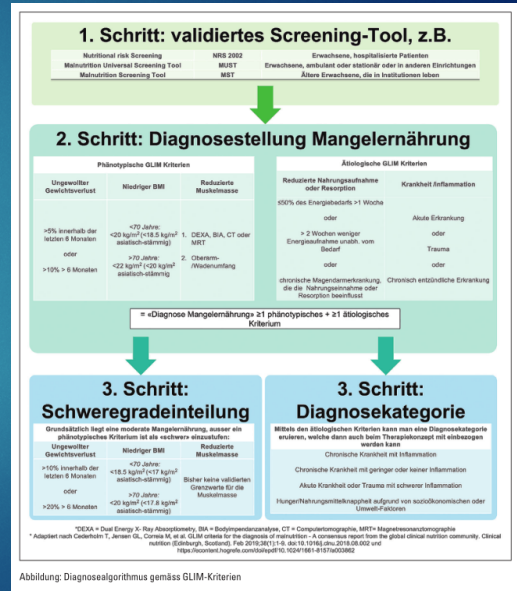 1. Schritt: validiertes Screening-Tool, z.B.
Nutritional risk Screening NRS 2002 Erwachsene, hospitalisierte Patienten
Malnutrition Universal Screening Tool MUST Erwachsene, ambulant oder stationär oder in anderen Einrichtungen
Malnutrition Screening Tool MST Ältere Erwachsene, die in Institutionen leben
2. Schritt: Diagnosestellung Mangelernährung
Phänotypische GLIM Kriterien
Ungewollter Gewichtsverlust
>5% innerhalb der letzten 6 Monaten
oder
>10% > 6 Monaten
Niedriger BMI
<70 Jahre:
<20 kg/m² (<18.5 kg/m²
asiatisch-stämmig)
>70 Jahre:
<22 kg/m² (<20 kg/m²
asiatisch-stämmig
Reduzierte Muskelmasse
1. DEXA, BIA, CT oder
MRT
2. Oberarm-
/Wadenumfang
Ätiologische GLIM Kriterien
Reduzierte Nahrungsaufnahme
oder Resorption
≤50% des Energiebedarfs >1 Woche
oder
> 2 Wochen weniger
Energieaufnahme unabh. vom
Bedarf
oder
chronische Magendarmerkrankung,
die die Nahrungseinnahme oder
Resorption beeinflusst
Krankheit /Inflammation
Akute Erkrankung
oder
Trauma
oder
Chronisch entzündliche Erkrankung
= «Diagnose Mangelernährung» ≥1 phänotypisches + ≥1 ätiologisches
Kriterium
3. Schritt:
Schweregradeinteilung
Grundsätzlich liegt eine moderate Mangelernährung, ausser ein
phänotypisches Kriterium ist als «schwer» einzustufen:
Ungewollter
Gewichtsverlust
>10% innerhalb der
letzten 6 Monaten
oder
>20% > 6 Monaten
Niedriger BMI
<70 Jahre:
<18.5 kg/m² (<17 kg/m²
asiatisch-stämmig)
>70 Jahre:
<20 kg/m² (<17.8 kg/m²
asiatisch-stämmig)
Reduzierte
Muskelmasse
Bisher keine validierten
Grenzwerte für die
Muskelmasse
3. Schritt:
Diagnosekategorie
Mittels den ätiologischen Kriterien kann man eine Diagnosekategorie
eruieren, welche dann auch beim Therapiekonzept mit einbezogen
werden kann
Chronische Krankheit mit Inflammation
Chronische Krankheit mit geringer oder keiner Inflammation
Akute Krankheit oder Trauma mit schwerer Inflammation
Hunger/Nahrungsmittelknappheit aufgrund von sozioökonomischen oder
Umwelt-Faktoren
*DEXA = Dual Energy X- Ray Absorptiometry, BIA = Bodyimpendanzanalyse, CT = Computertomographie, MRT= Magnetresonanztomographie
* Adaptiert nach Cederholm T, Jensen GL, Correia M, et al. GLIM criteria for the diagnosis of malnutrition - A consensus report from the global clinical nutrition community. Clinical
nutrition (Edinburgh, Scotland). Feb 2019;38(1):1-9. doi:10.1016/j.clnu.2018.08.002 und
https://econtent.hogrefe.com/doi/epdf/10.1024/1661-8157/a003862
Abbildung: Diagnosealgorithmus gemäss GLIM-Kriterien